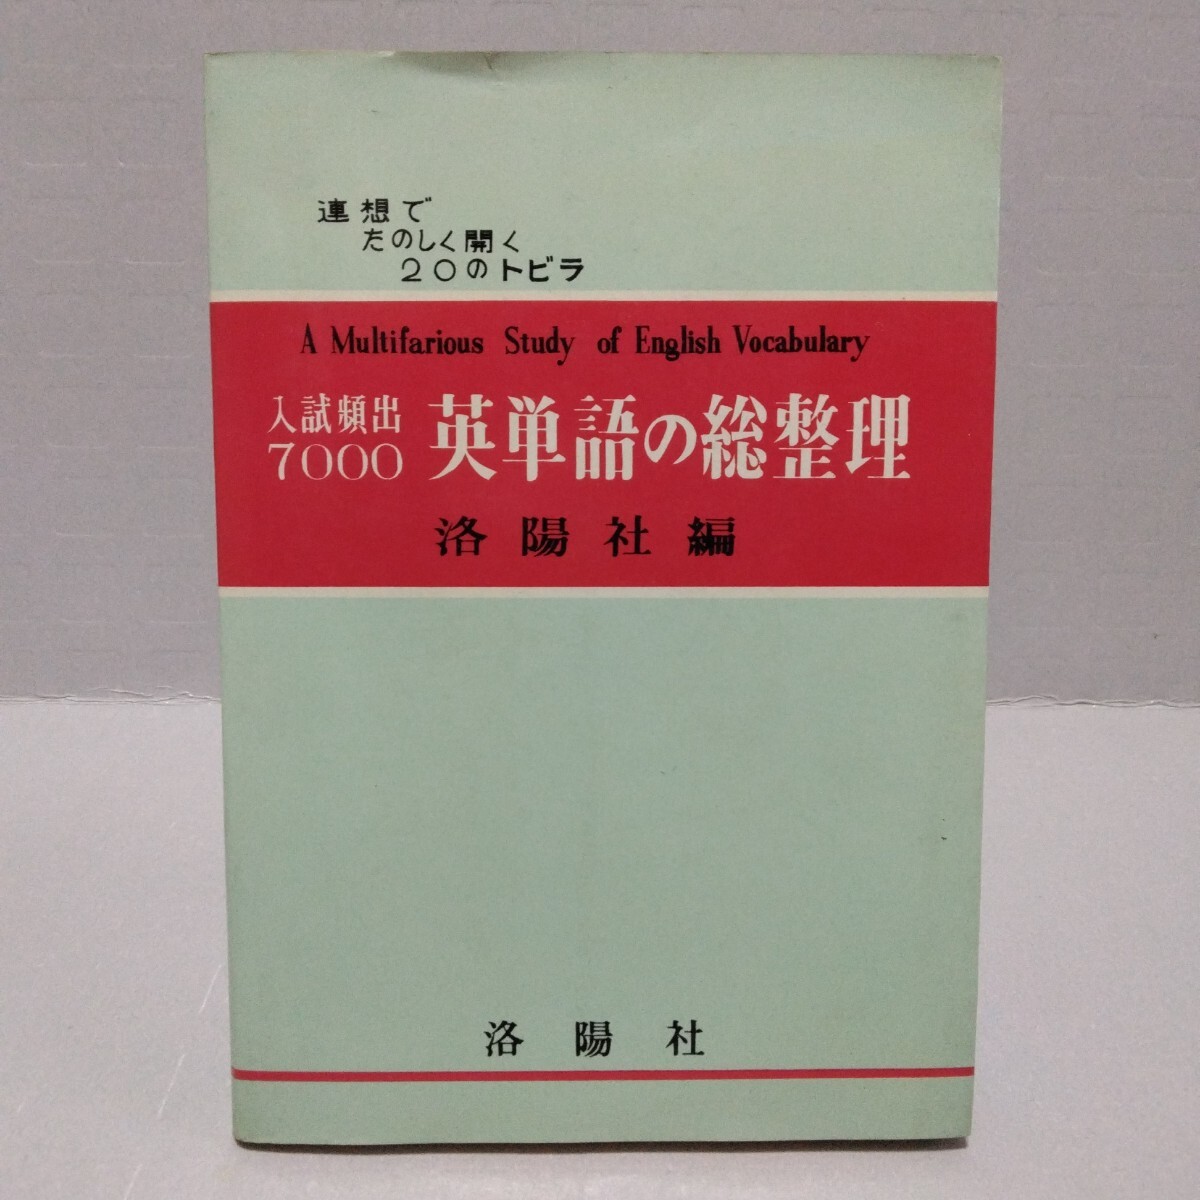 連想で
たのしく開く
20のトビラ
A Multifarious Study of English Vocabulary
入試頻出
7000
英単語の総整理
洛陽社編
洛陽社